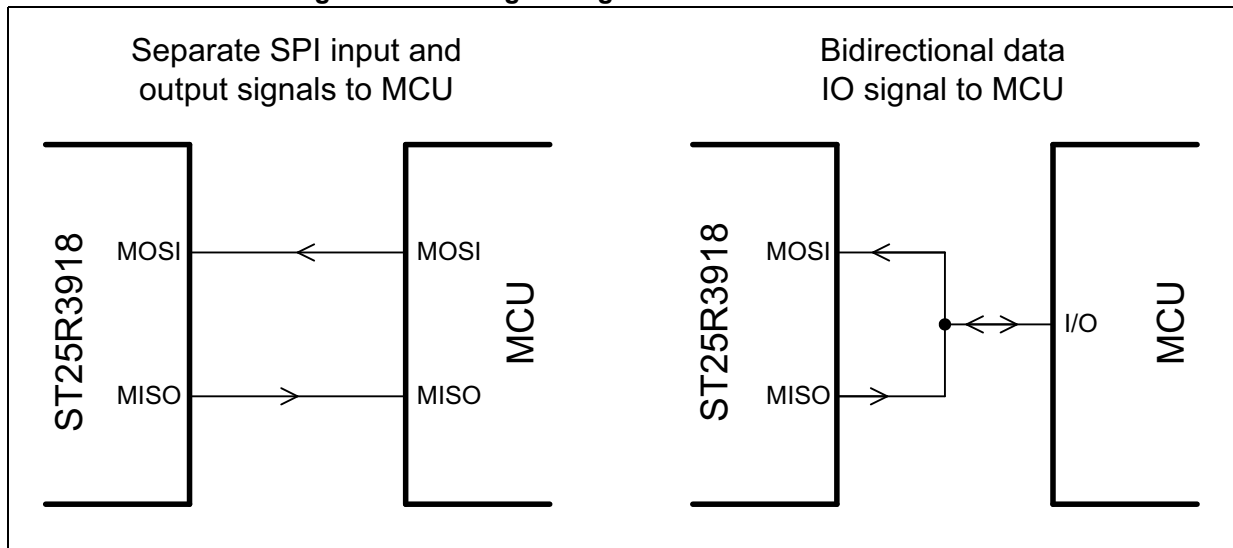 Separate SPI input and
output signals to MCU
ST25R3918
MOSI
MISO
MOSI
MISO
MCU
Bidirectional data
IO signal to MCU
ST25R3918
MOSI
MISO
I/O
MCU